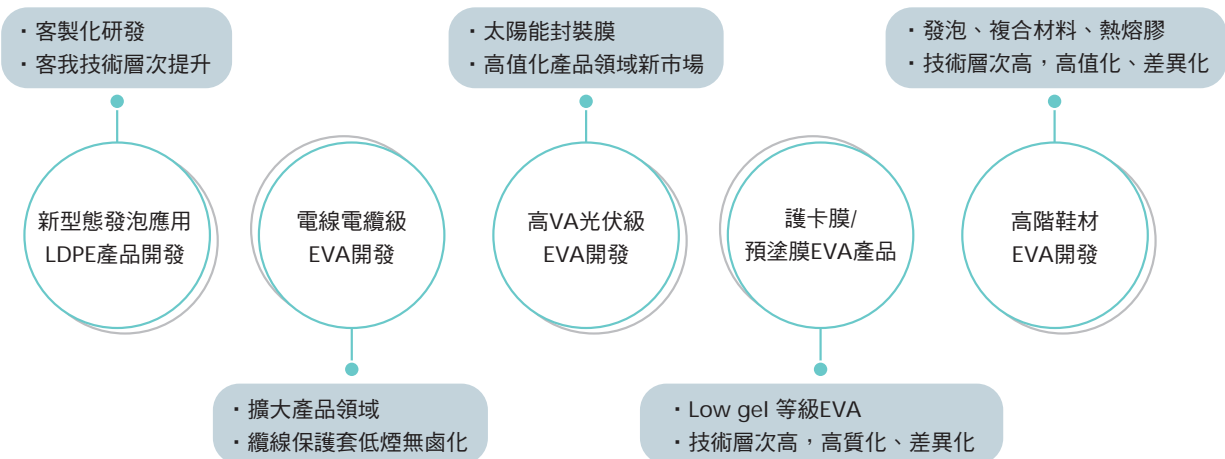 ・客製化研發
・客我技術層次提升
・太陽能封裝膜
・高值化產品領域新市場
・發泡、複合材料、熱熔膠
・技術層次高，高值化、差異化
新型態發泡應用
LDPE產品開發
電線電纜級
EVA開發
高VA光伏級
EVA開發
護卡膜/
預塗膜EVA產品
高階鞋材
EVA開發
・擴大產品領域
・纜線保護套低煙無鹵化
・Low gel 等級EVA
・技術層次高，高質化、差異化